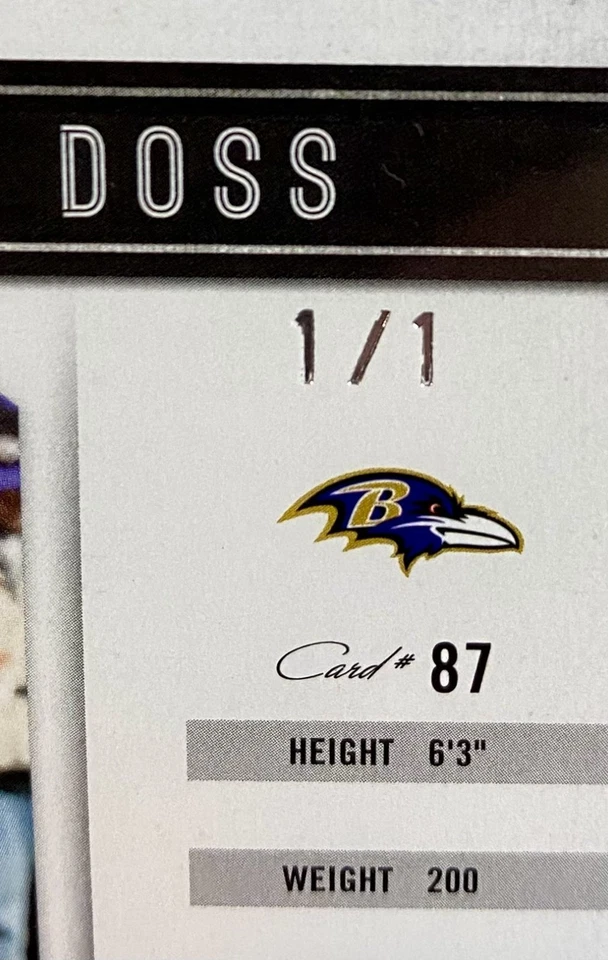 DOSS
1/1
B
Card # 87
HEIGHT 6'3"
WEIGHT 200